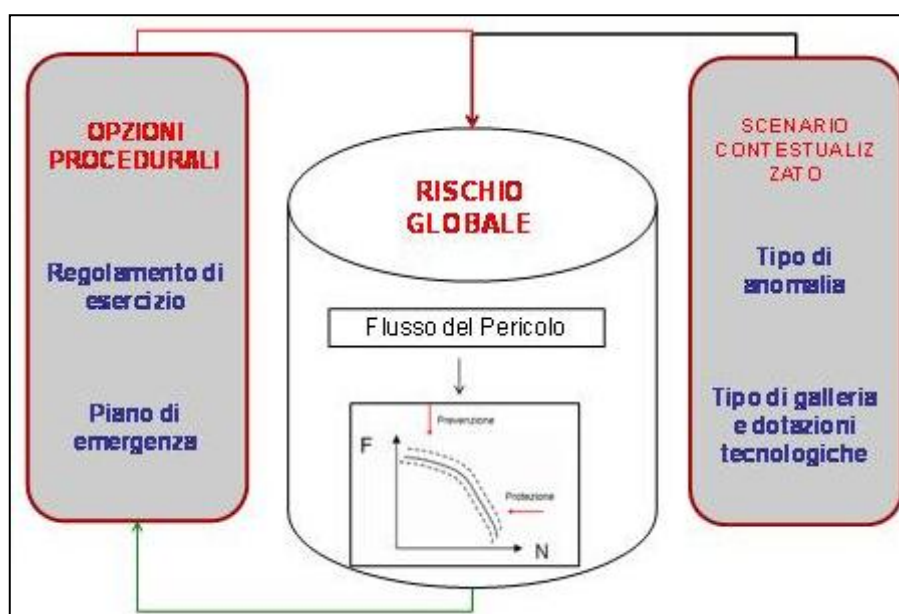 OPZIONI
PROCEDURALI
Regolamento di
esercizio
Piano di
emergenza
RISCHIO
GLOBALE
Flusso del Pericolo
Prevenzione
F
Protezione
N
SCENARIO
CONTESTUALIZ
ZATO
Tipo di
anomalia
Tipo di galleria
e dotazioni
tecnologiche